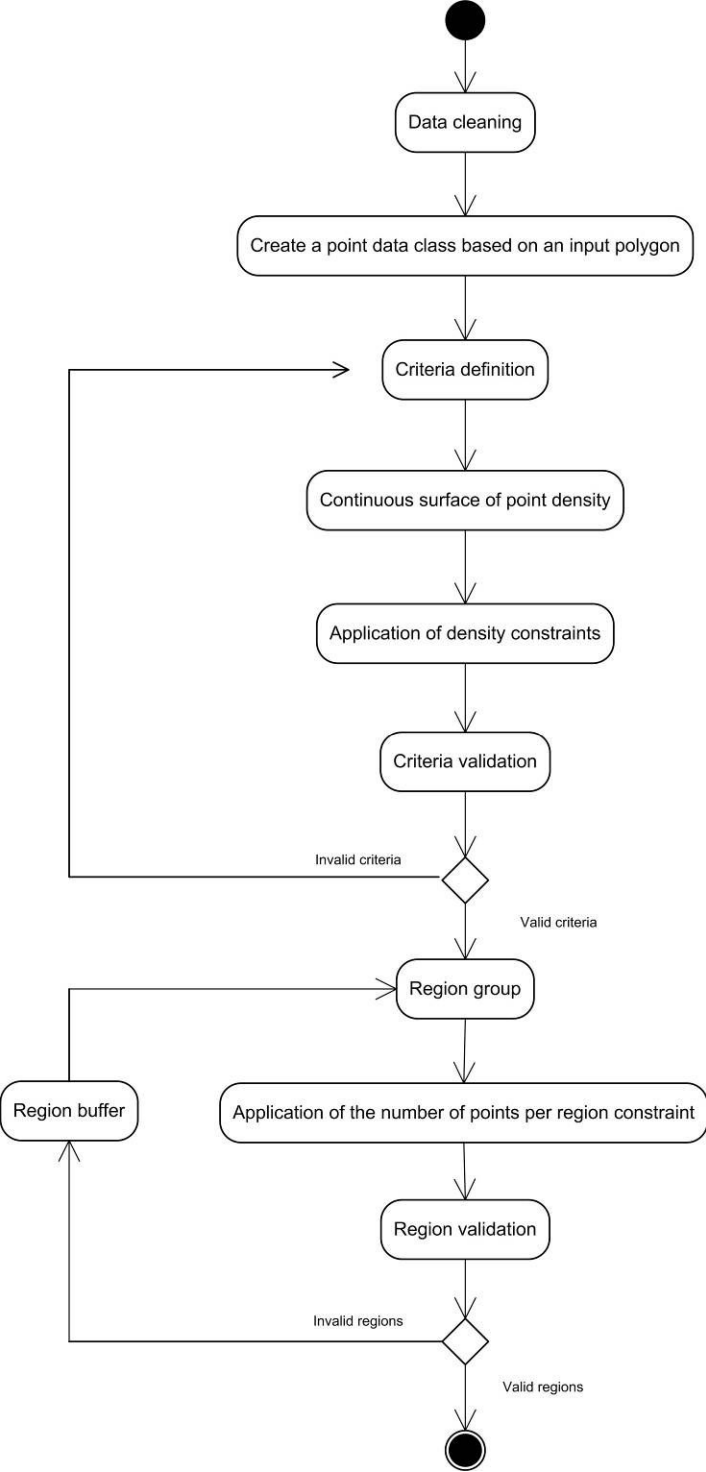 Data cleaning
Create a point data class based on an input polygon
Criteria definition
Continuous surface of point density
Application of density constraints
Criteria validation
Invalid criteria
Valid criteria
Region group
Region buffer
Application of the number of points per region constraint
Region validation
Invalid regions
Valid regions